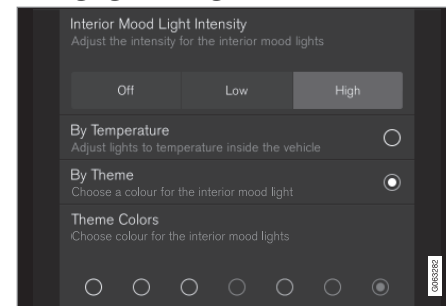 Interior Mood Light Intensity
Adjust the intensity for the interior mood lights
Off Low High
By Temperature
Adjust lights to temperature inside the vehicle
By Theme
Choose a colour for the interior mood light
Theme Colors
Choose colour for the interior mood lights
G063282